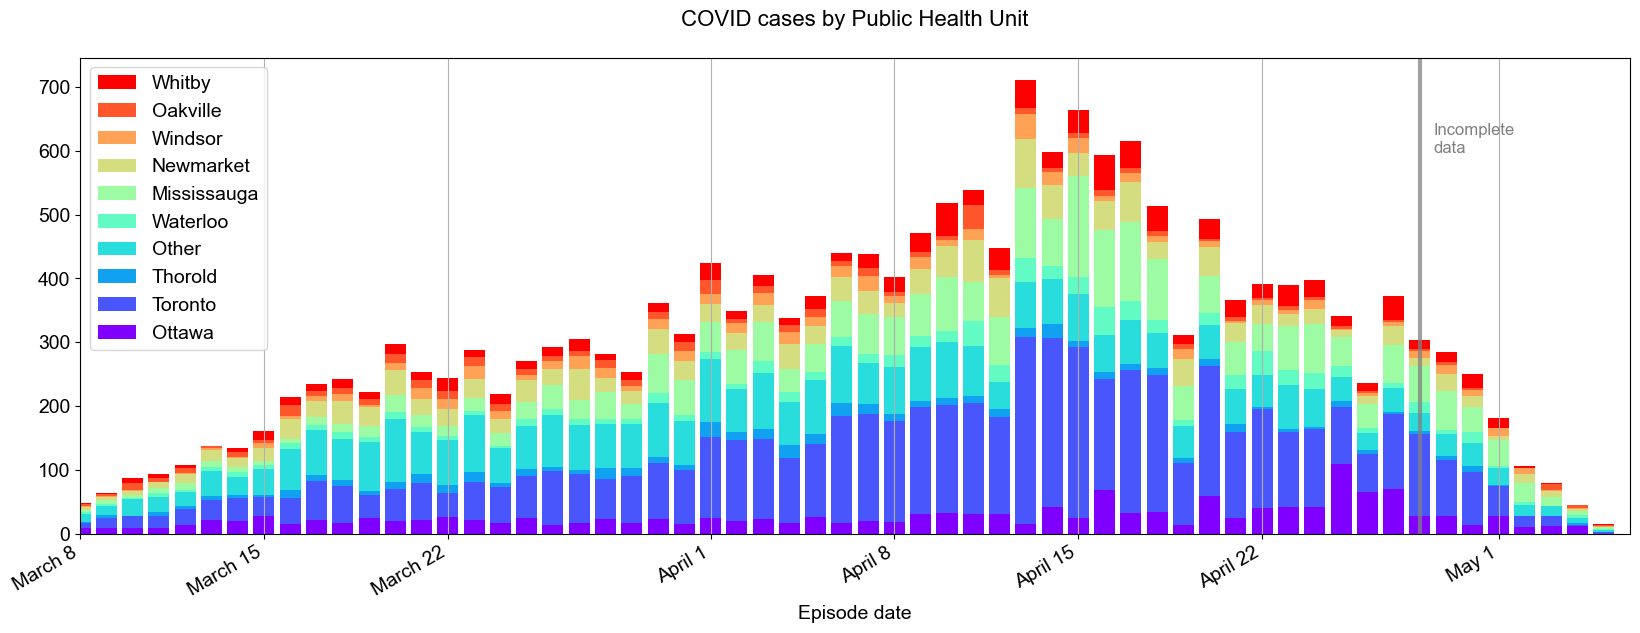 COVID cases by Public Health Unit
700
600
500
400
300
200
100
0
Whitby
Oakville
Windsor
Newmarket
Mississauga
Waterloo
Other
Thorold
Toronto
Ottawa
Incomplete
data
March 8
March 15
March 22
April 1
April 8
April 15
April 22
May 1
Episode date